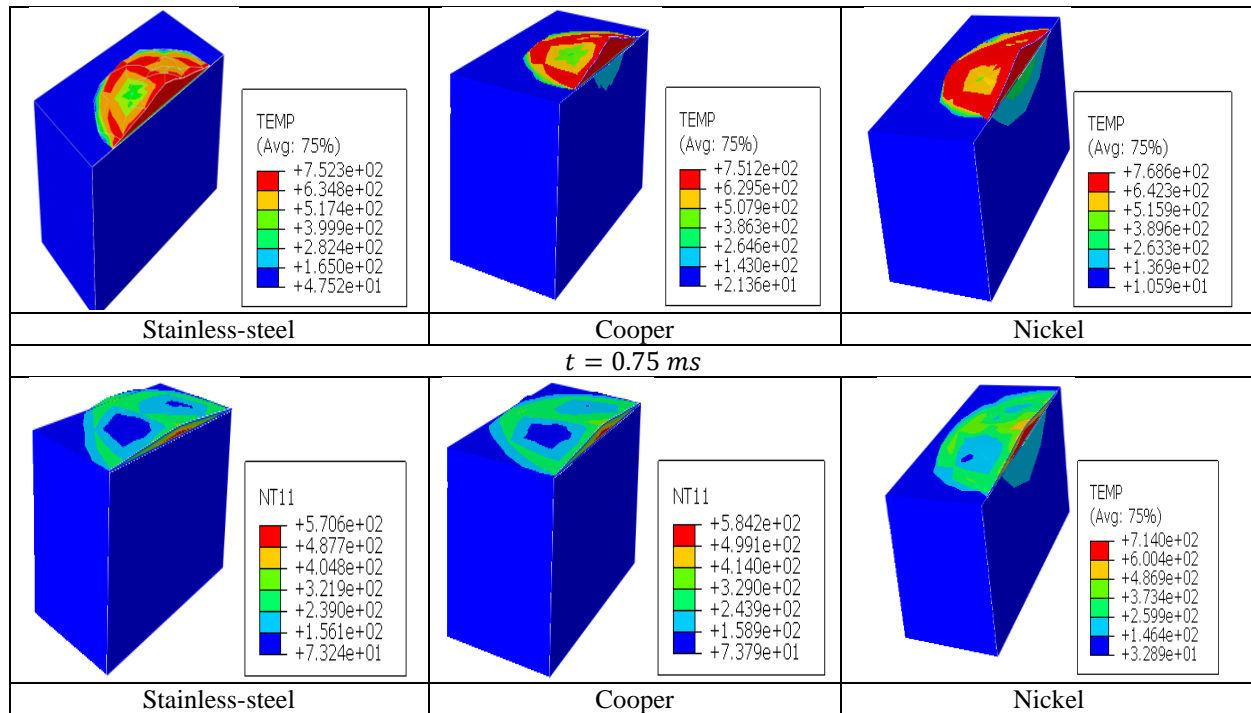 TEMP
(Avg: 75%)
+7.523e+02
+6.348e+02
+5.174e+02
+3.999e+02
+2.824e+02
+1.650e+02
+4.752e+01
TEMP
(Avg: 75%)
+7.512e+02
+6.295e+02
+5.079e+02
+3.863e+02
+2.646e+02
+1.430e+02
+2.136e+01
TEMP
(Avg: 75%)
+7.686e+02
+6.423e+02
+5.159e+02
+3.896e+02
+2.633e+02
+1.369e+02
+1.059e+01
Stainless-steel
Cooper
Nickel
t = 0.75 ms
NT11
+5.706e+02
+4.877e+02
+4.048e+02
+3.219e+02
+2.390e+02
+1.561e+02
+7.324e+01
NT11
+5.842e+02
+4.991e+02
+4.140e+02
+3.290e+02
+2.439e+02
+1.589e+02
+7.379e+01
TEMP
(Avg: 75%)
+7.140e+02
+6.004e+02
+4.869e+02
+3.734e+02
+2.599e+02
+1.464e+02
+3.289e+01
Stainless-steel
Cooper
Nickel